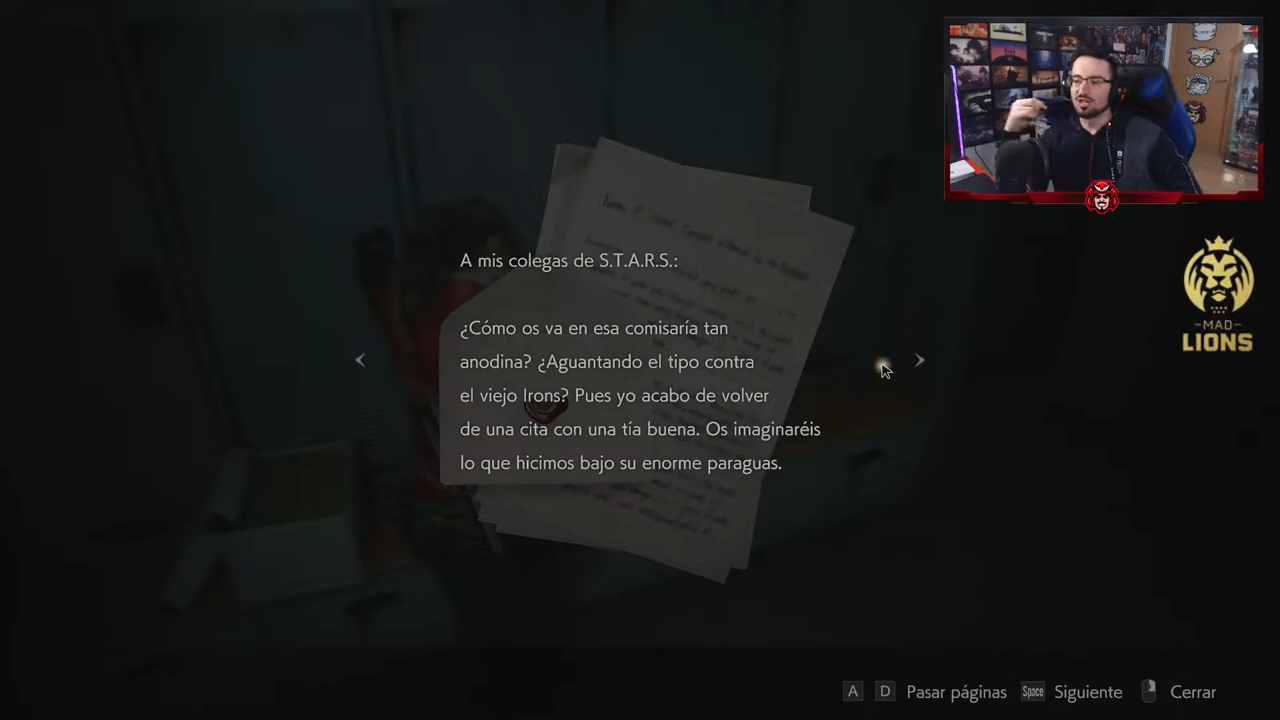 A mis colegas de S.T.A.R.S.:
¿Cómo os va en esa comisaría tan
anodina? ¿Aguantando el tipo contra
el viejo Irons? Pues yo acabo de volver
de una cita con una tía buena. Os imaginaréis
lo que hicimos bajo su enorme paraguas.
MAD
LIONS
A D Pasar páginas Space Siguiente Cerrar